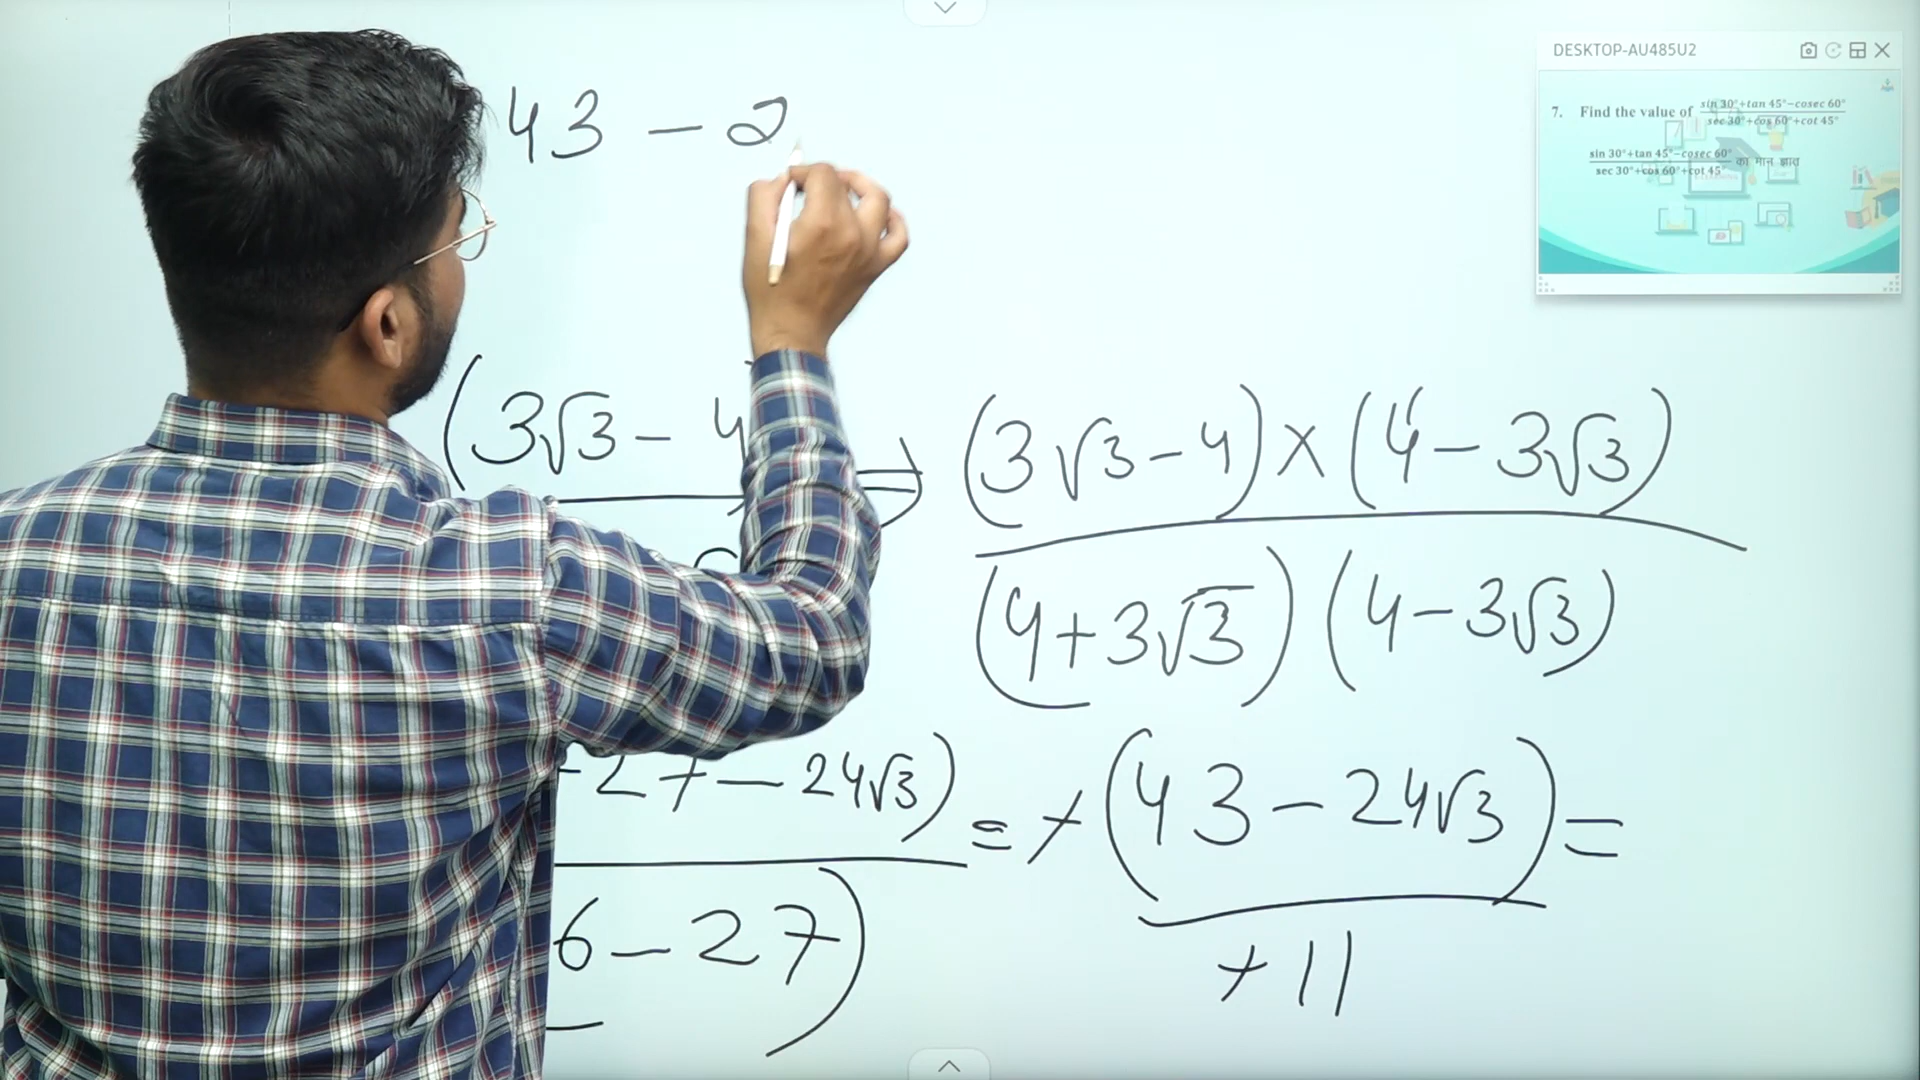 DESKTOP-AU485U2
7. Find the value of sin 30°+tan 45°−cosec 60° / sec 30°+cos 60°+cot 45°
sin 30°+tan 45°−cosec 60° / sec 30°+cos 60°+cot 45° का मान ज्ञात
43 − 2
(3√3 − 4
⇒ (3√3 − 4) × (4 − 3√3)
(4 + 3√3) (4 − 3√3)
27 − 24√3) = + (43 − 24√3) =
6 − 27)
+ 11